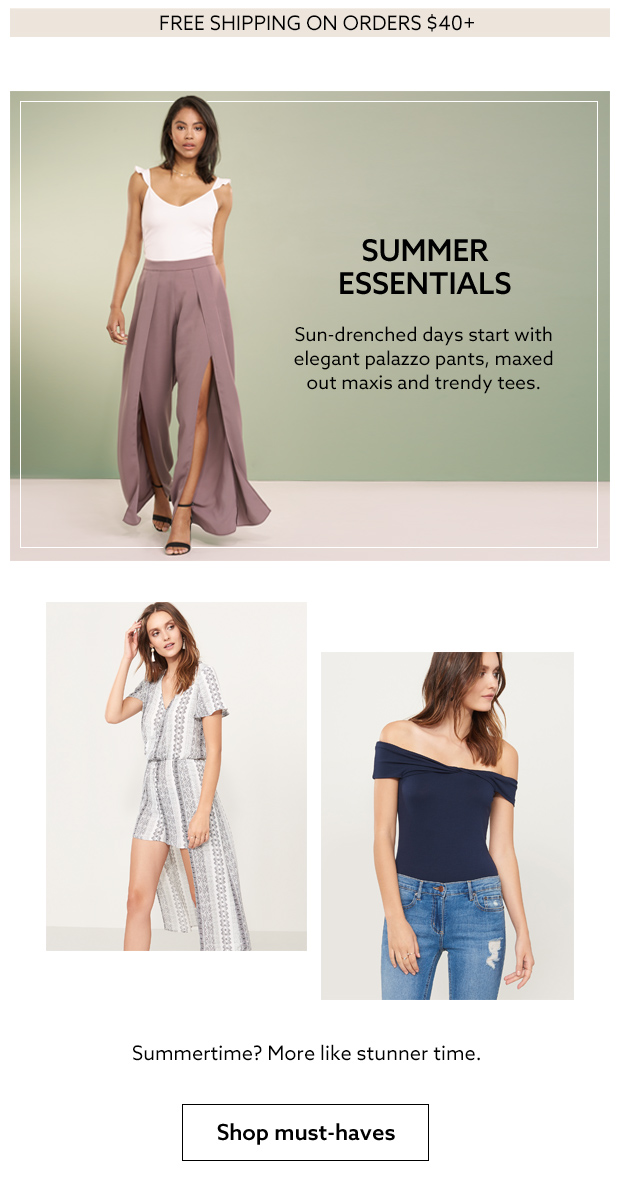 FREE SHIPPING ON ORDERS $40+
SUMMER
ESSENTIALS
Sun-drenched days start with
elegant palazzo pants, maxed
out maxis and trendy tees.
Summertime? More like stunner time.
Shop must-haves